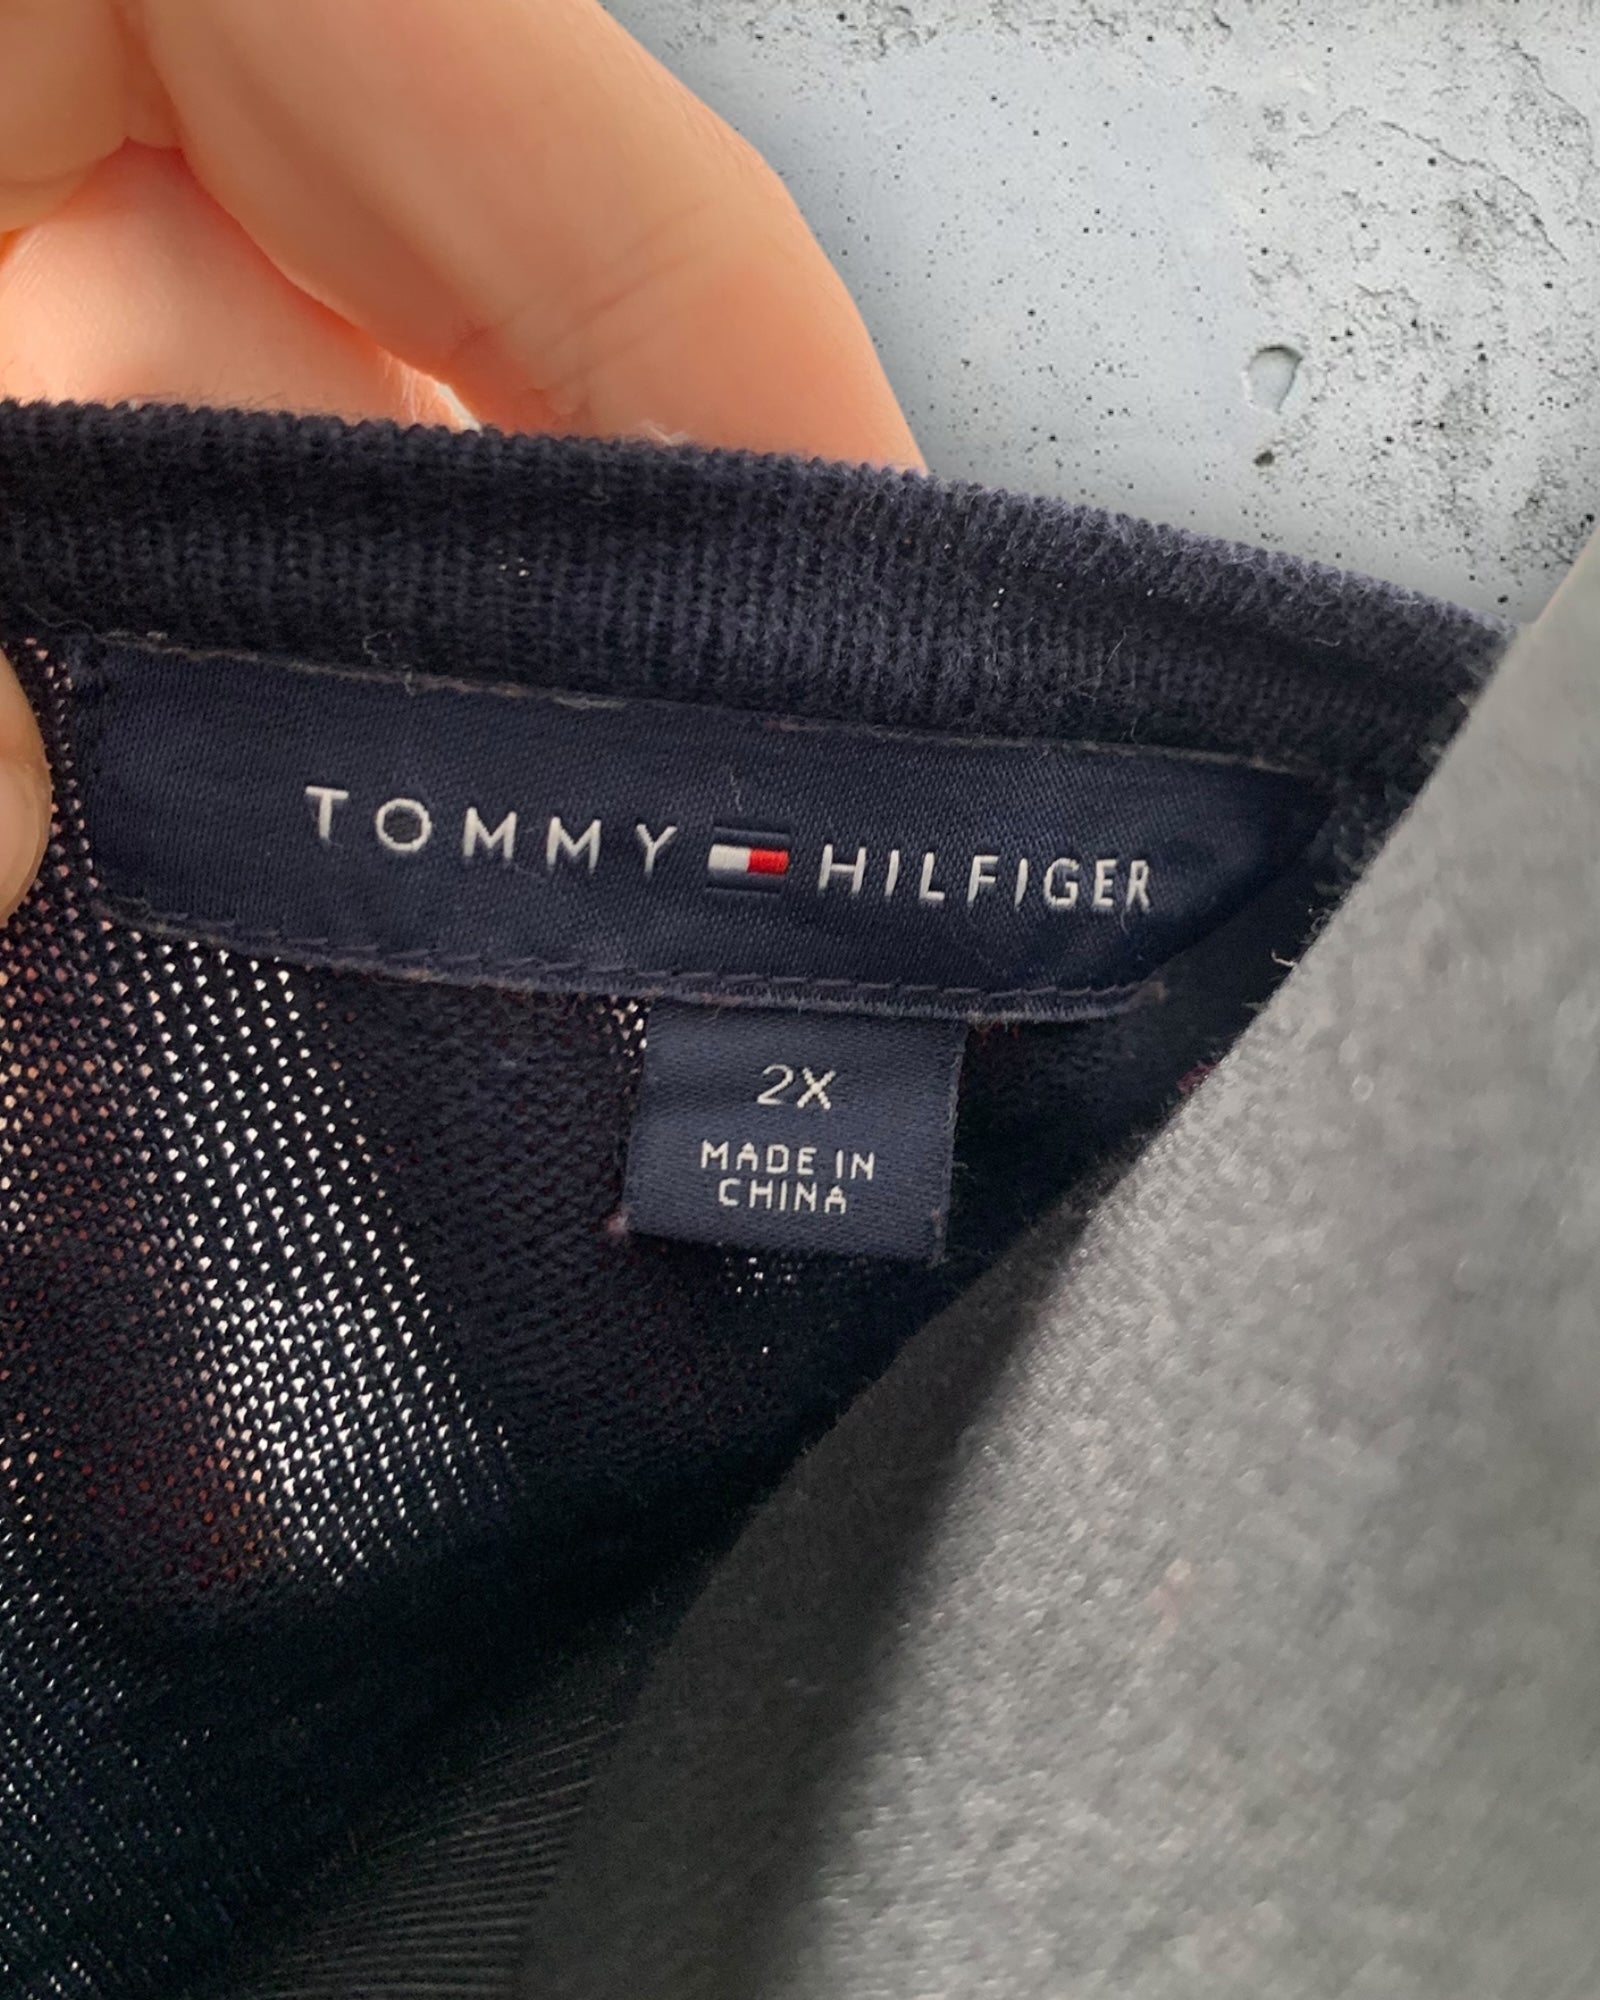 TOMMY HILFIGER
2X
MADE IN
CHINA